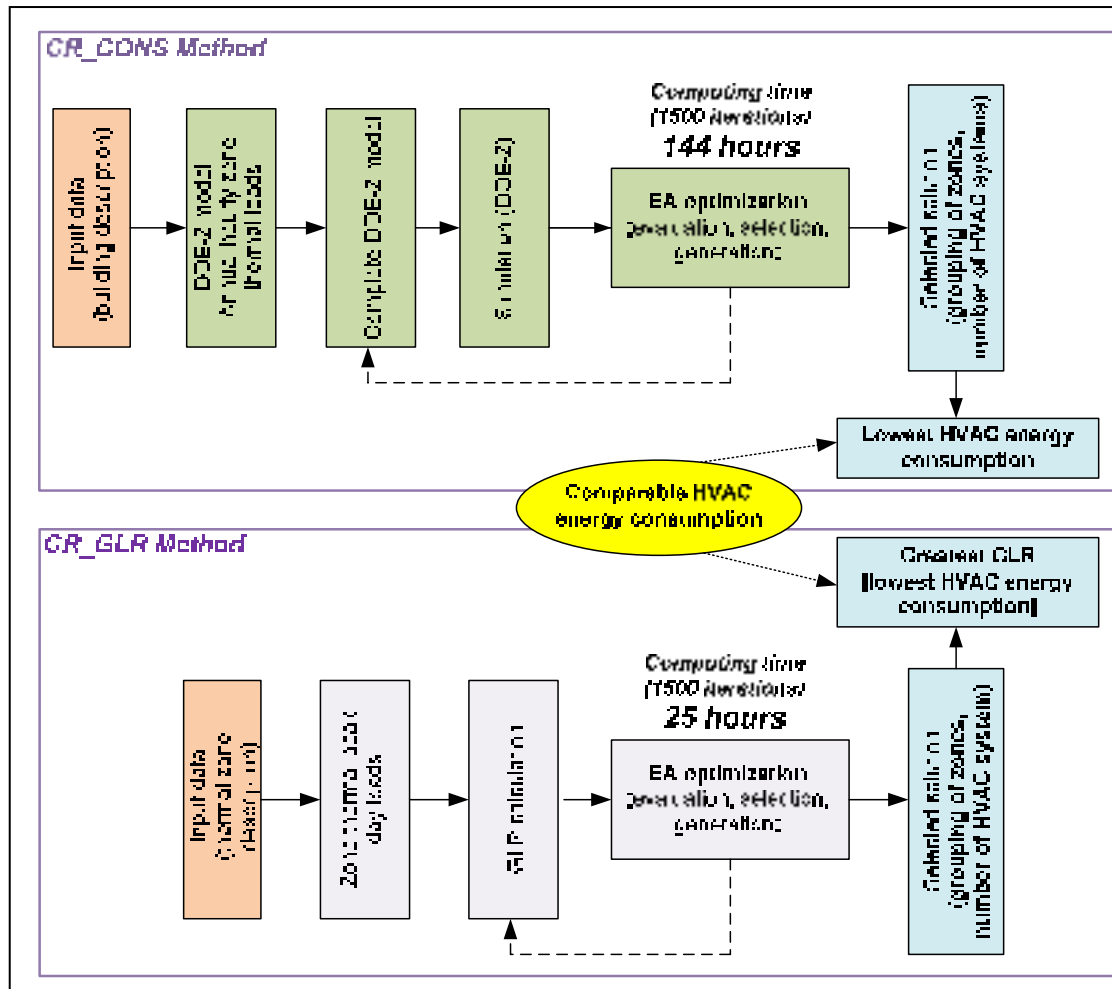 CR_CONS Method
Computing time
(1500 iterations)
144 hours
Input data
(building description)
DOE-2 model
Annual hourly zone
thermal loads
Complete DOE-2 model
Simulation (DOE-2)
EA optimization
(evaluation, selection,
generation)
Selected solution
(grouping of zones,
number of HVAC systems)
Lowest HVAC energy
consumption
Comparable HVAC
energy consumption
CR_GLR Method
Greatest GLR
[lowest HVAC energy
consumption]
Computing time
(1500 iterations)
25 hours
Input data
(thermal zone
description)
Zone thermal peak
day loads
GLR calculation
EA optimization
(evaluation, selection,
generation)
Selected solution
(grouping of zones,
number of HVAC system)